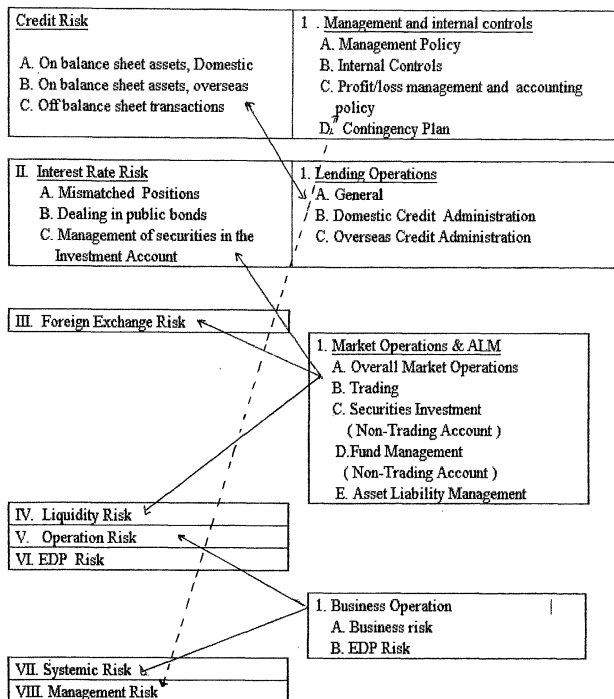 Credit Risk
A. On balance sheet assets, Domestic
B. On balance sheet assets, overseas
C. Off balance sheet transactions
1 . Management and internal controls
A. Management Policy
B. Internal Controls
C. Profit/loss management and accounting
policy
D. Contingency Plan
II. Interest Rate Risk
A. Mismatched Positions
B. Dealing in public bonds
C. Management of securities in the
Investment Account
1. Lending Operations
A. General
B. Domestic Credit Administration
C. Overseas Credit Administration
III. Foreign Exchange Risk
1. Market Operations & ALM
A. Overall Market Operations
B. Trading
C. Securities Investment
( Non-Trading Account )
D.Fund Management
( Non-Trading Account )
E. Asset Liability Management
IV. Liquidity Risk
V. Operation Risk
VI. EDP Risk
1. Business Operation
A. Business risk
B. EDP Risk
VII. Systemic Risk
VIII. Management Risk